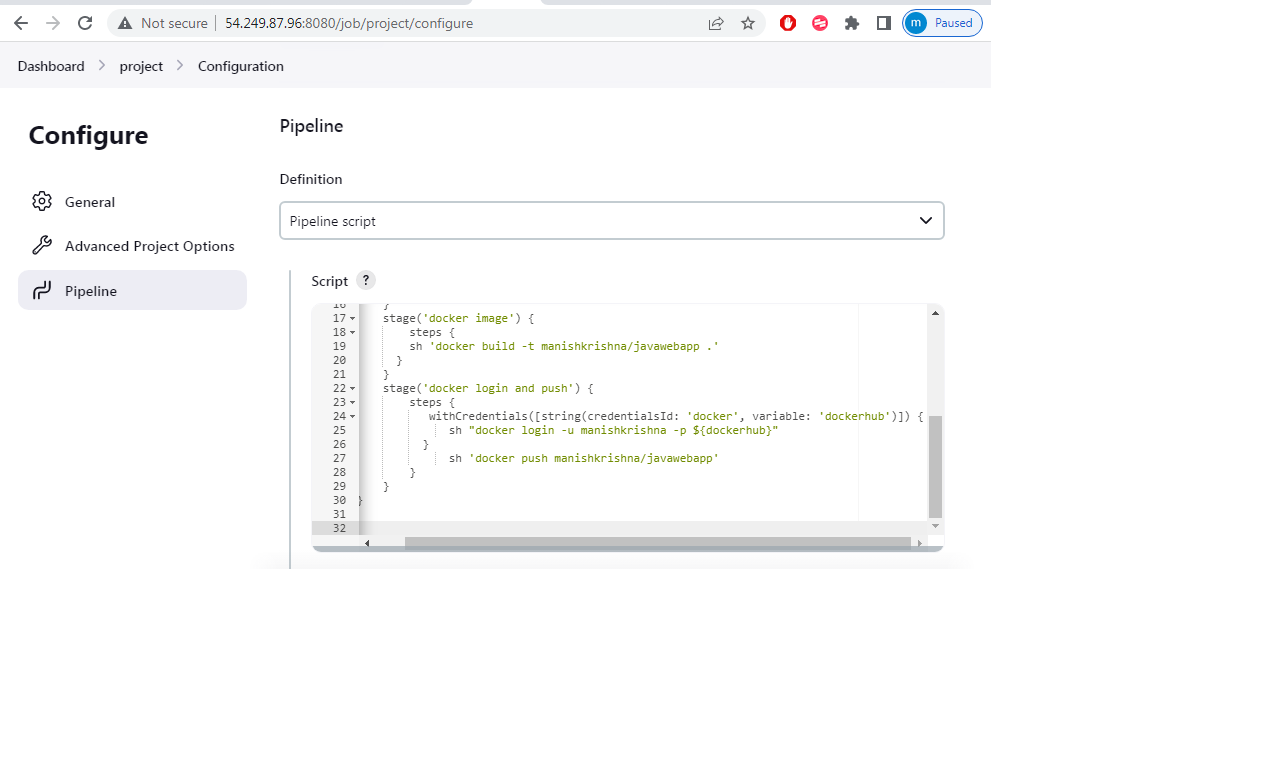 Not secure | 54.249.87.96:8080/job/project/configure
m Paused
Dashboard > project > Configuration
Configure
General
Advanced Project Options
Pipeline
Pipeline
Definition
Pipeline script
Script ?
16 }
17 stage('docker image') {
18 steps {
19 sh 'docker build -t manishkrishna/javawebapp .'
20 }
21 }
22 stage('docker login and push') {
23 steps {
24 withCredentials([string(credentialsId: 'docker', variable: 'dockerhub')]) {
25 sh "docker login -u manishkrishna -p ${dockerhub}"
26 }
27 sh 'docker push manishkrishna/javawebapp'
28 }
29 }
30 }
31
32